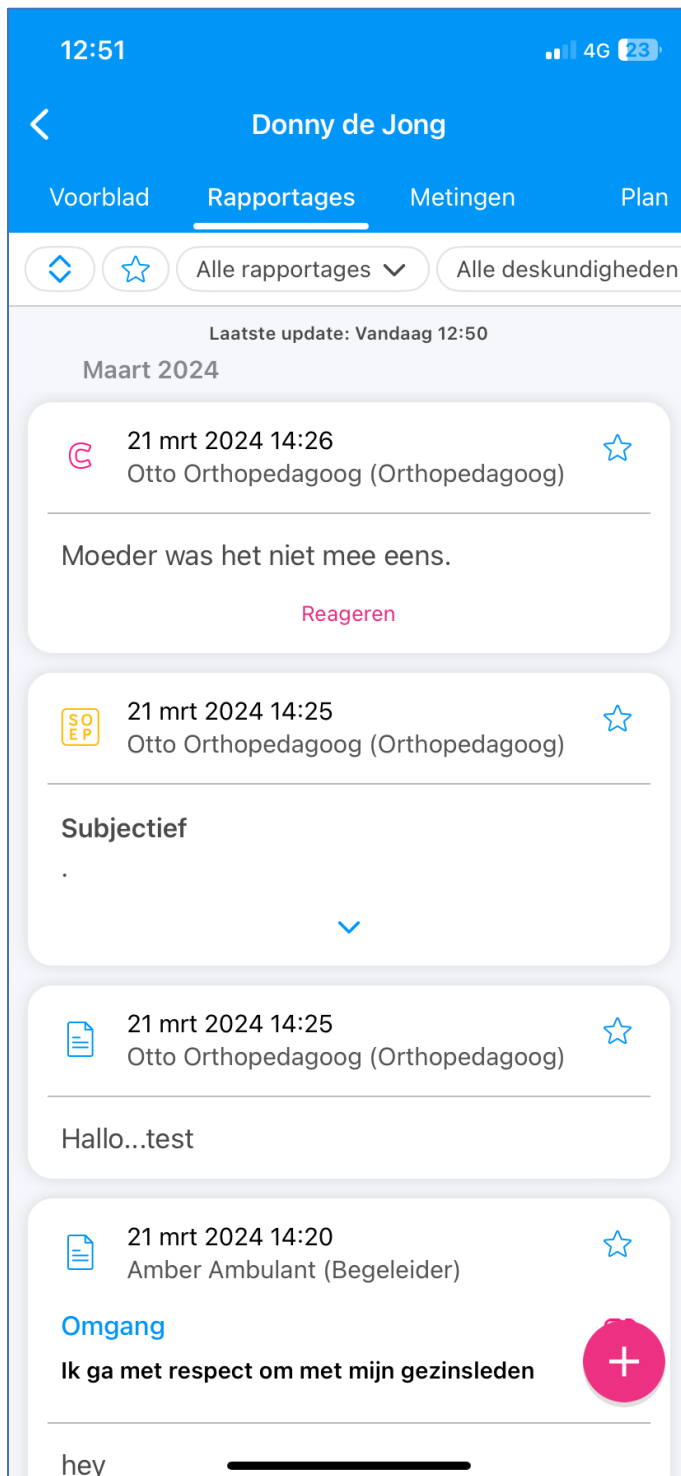 12:51
4G 23
Donny de Jong
Voorblad Rapportages Metingen Plan
Alle rapportages Alle deskundigheden
Laatste update: Vandaag 12:50
Maart 2024
C 21 mrt 2024 14:26
Otto Orthopedagoog (Orthopedagoog)
Moeder was het niet mee eens.
Reageren
SO
EP
21 mrt 2024 14:25
Otto Orthopedagoog (Orthopedagoog)
Subjectief
.
21 mrt 2024 14:25
Otto Orthopedagoog (Orthopedagoog)
Hallo...test
21 mrt 2024 14:20
Amber Ambulant (Begeleider)
Omgang
Ik ga met respect om met mijn gezinsleden
hey